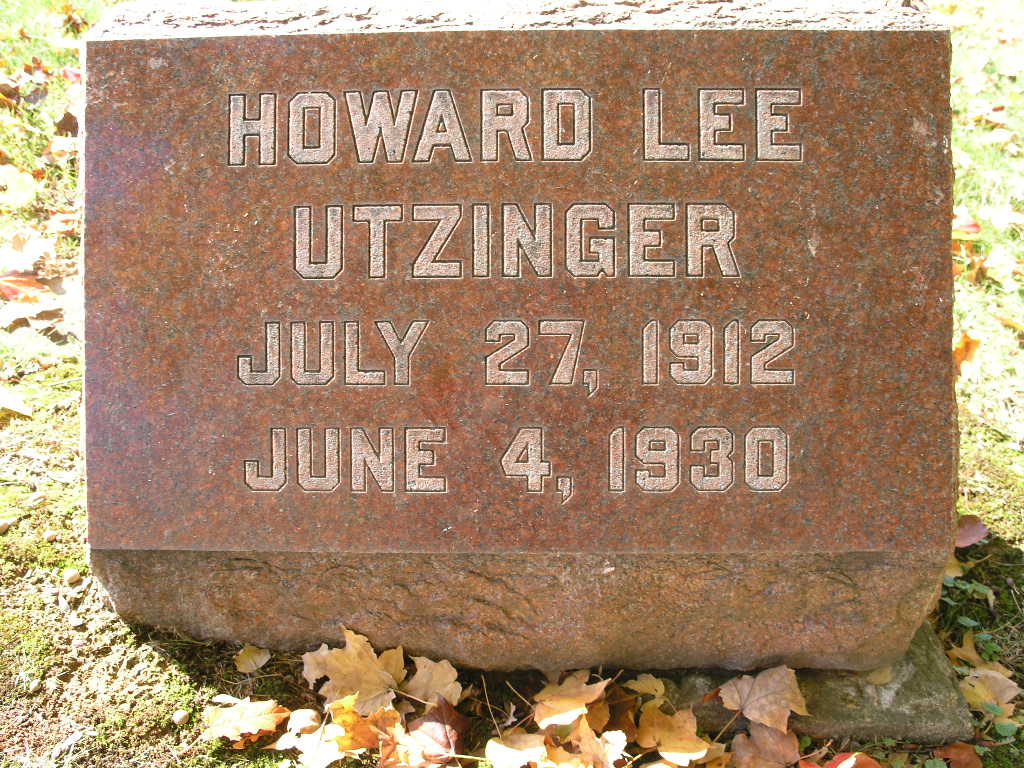 HOWARD LEE
UTZINGER
JULY 27, 1912
JUNE 4, 1930